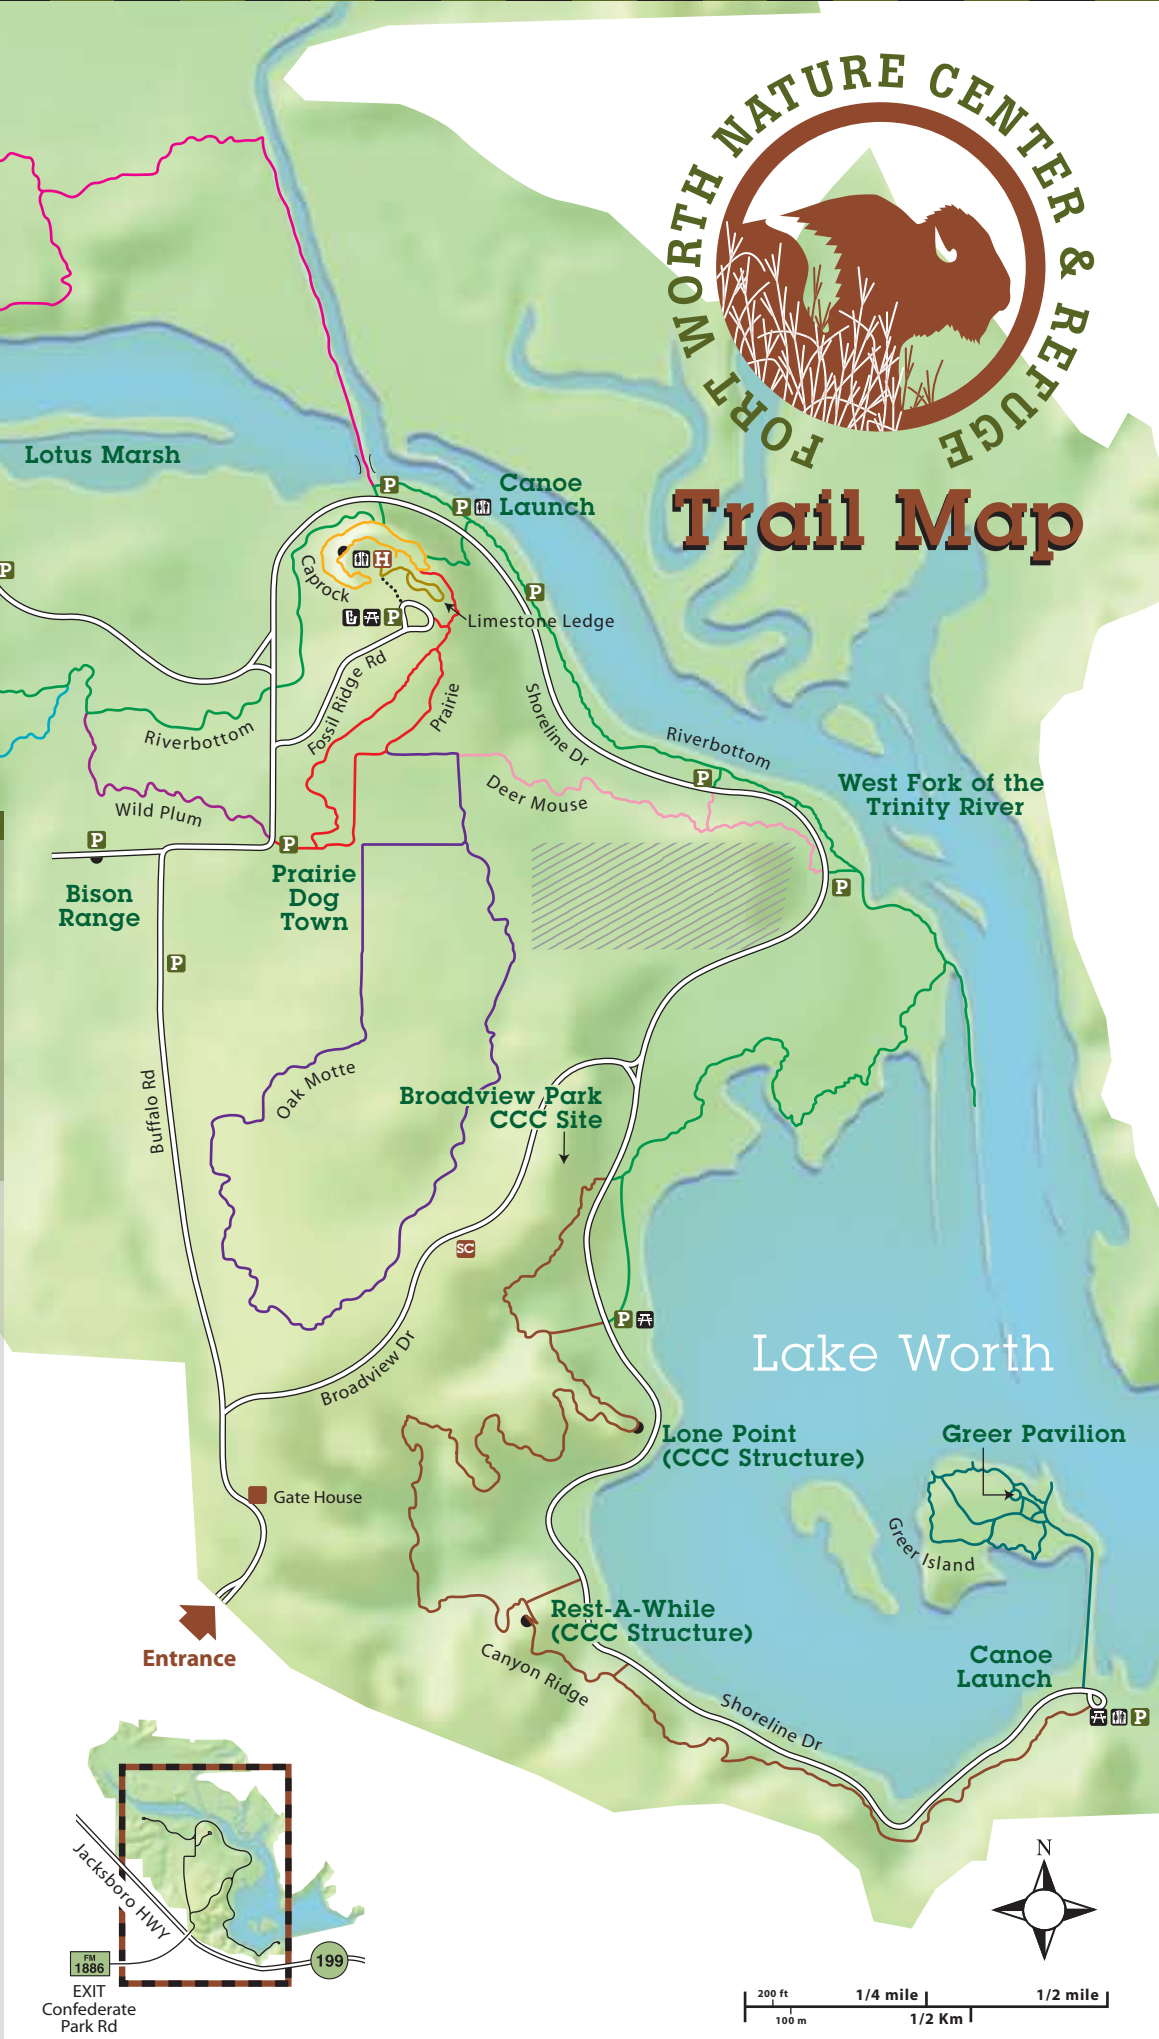 FORT WORTH NATURE CENTER & REFUGE
Trail Map
Lotus Marsh
P
Canoe
Launch
P
P
H
Caprock
P
P
P
Limestone Ledge
Fossil Ridge Rd
Prairie
Shoreline Dr
Riverbottom
Riverbottom
P
Deer Mouse
West Fork of the
Trinity River
Wild Plum
P
P
Prairie
Dog
Town
Bison
Range
P
P
Buffalo Rd
Oak Motte
Broadview Park
CCC Site
SC
P
Broadview Dr
Lake Worth
Lone Point
(CCC Structure)
Greer Pavilion
Gate House
Greer Island
Rest-A-While
(CCC Structure)
Entrance
Canyon Ridge
Canoe
Launch
P
Shoreline Dr
Jacksboro HWY
FM
1886
199
EXIT
Confederate
Park Rd
N
200 ft
1/4 mile
1/2 mile
100 m
1/2 Km